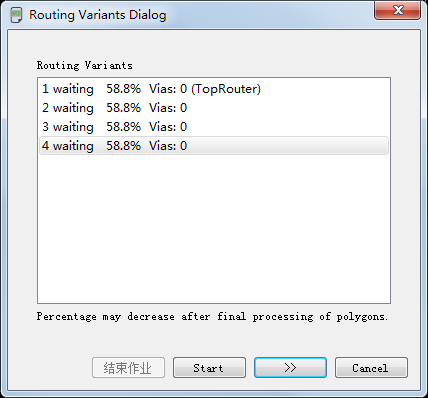 Routing Variants Dialog
Routing Variants
1 waiting 58.8% Vias: 0 (TopRouter)
2 waiting 58.8% Vias: 0
3 waiting 58.8% Vias: 0
4 waiting 58.8% Vias: 0
Percentage may decrease after final processing of polygons.
结束作业 Start >> Cancel